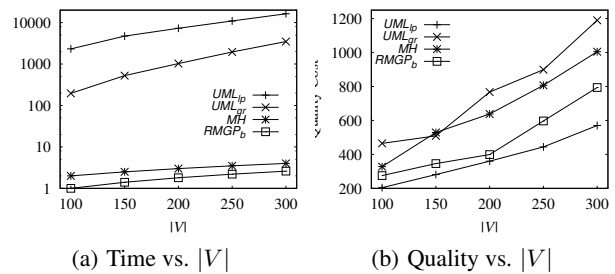 10000
1000
100
10
1
UML_lp
UML_gr
MH
RMGP_b
100 150 200 250 300
|V|
(a) Time vs. |V|
1200
1000
800
600
400
200
Cost
UML_lp
UML_gr
MH
RMGP_b
100 150 200 250 300
|V|
(b) Quality vs. |V|